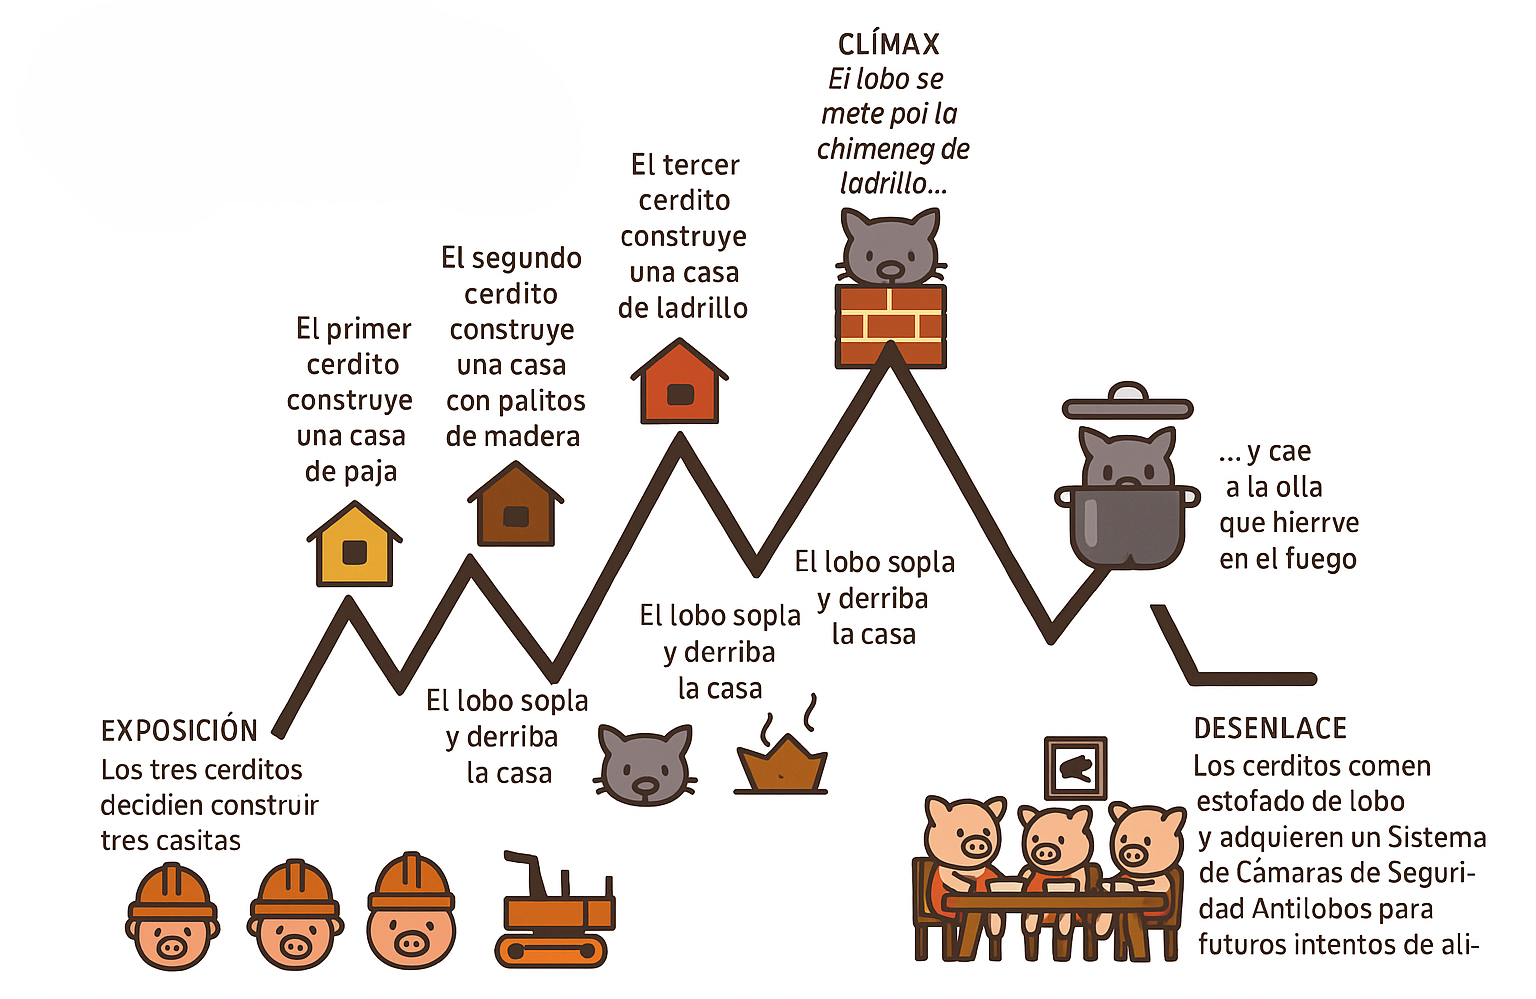 EXPOSICIÓN
Los tres cerditos
decidien construir
tres casitas
El primer
cerdito
construye
una casa
de paja
El lobo sopla
y derriba
la casa
El segundo
cerdito
construye
una casa
con palitos
de madera
El lobo sopla
y derriba
la casa
El tercer
cerdito
construye
una casa
de ladrillo
El lobo sopla
y derriba
la casa
CLÍMAX
Ei lobo se
mete poi la
chimeneg de
ladrillo...
... y cae
a la olla
que hierrve
en el fuego
DESENLACE
Los cerditos comen
estofado de lobo
y adquieren un Sistema
de Cámaras de Seguri-
dad Antilobos para
futuros intentos de ali-